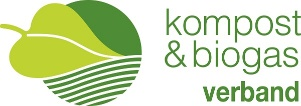 kompost
& biogas
verband